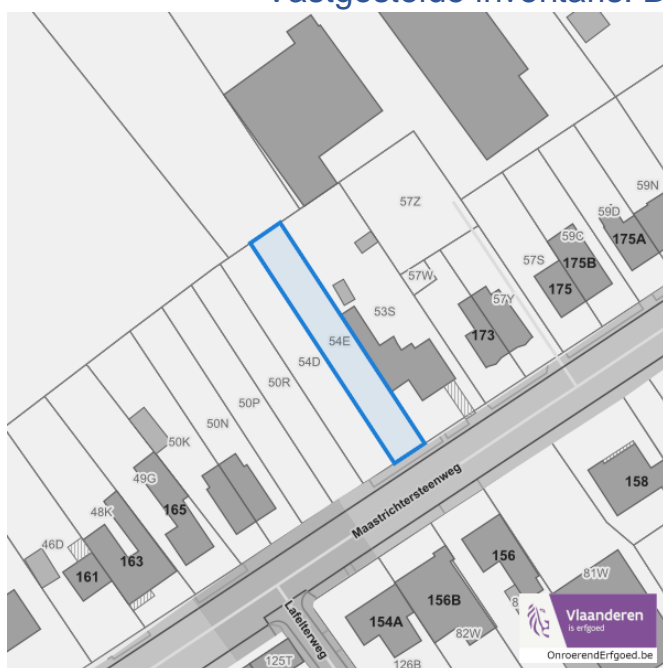 Vastgestelde inventaris: B
57Z
59N
59D
175A
59C
175B
57S
175
57W
57Y
53S
173
54E
54D
50R
50P
50N
50K
49G
165
48K
163
46D
161
Maastrichtersteenweg
158
156
81W
156B
154A
82W
Lafelterweg
125T
126B
Vlaanderen
is erfgoed
OnroerendErfgoed.be